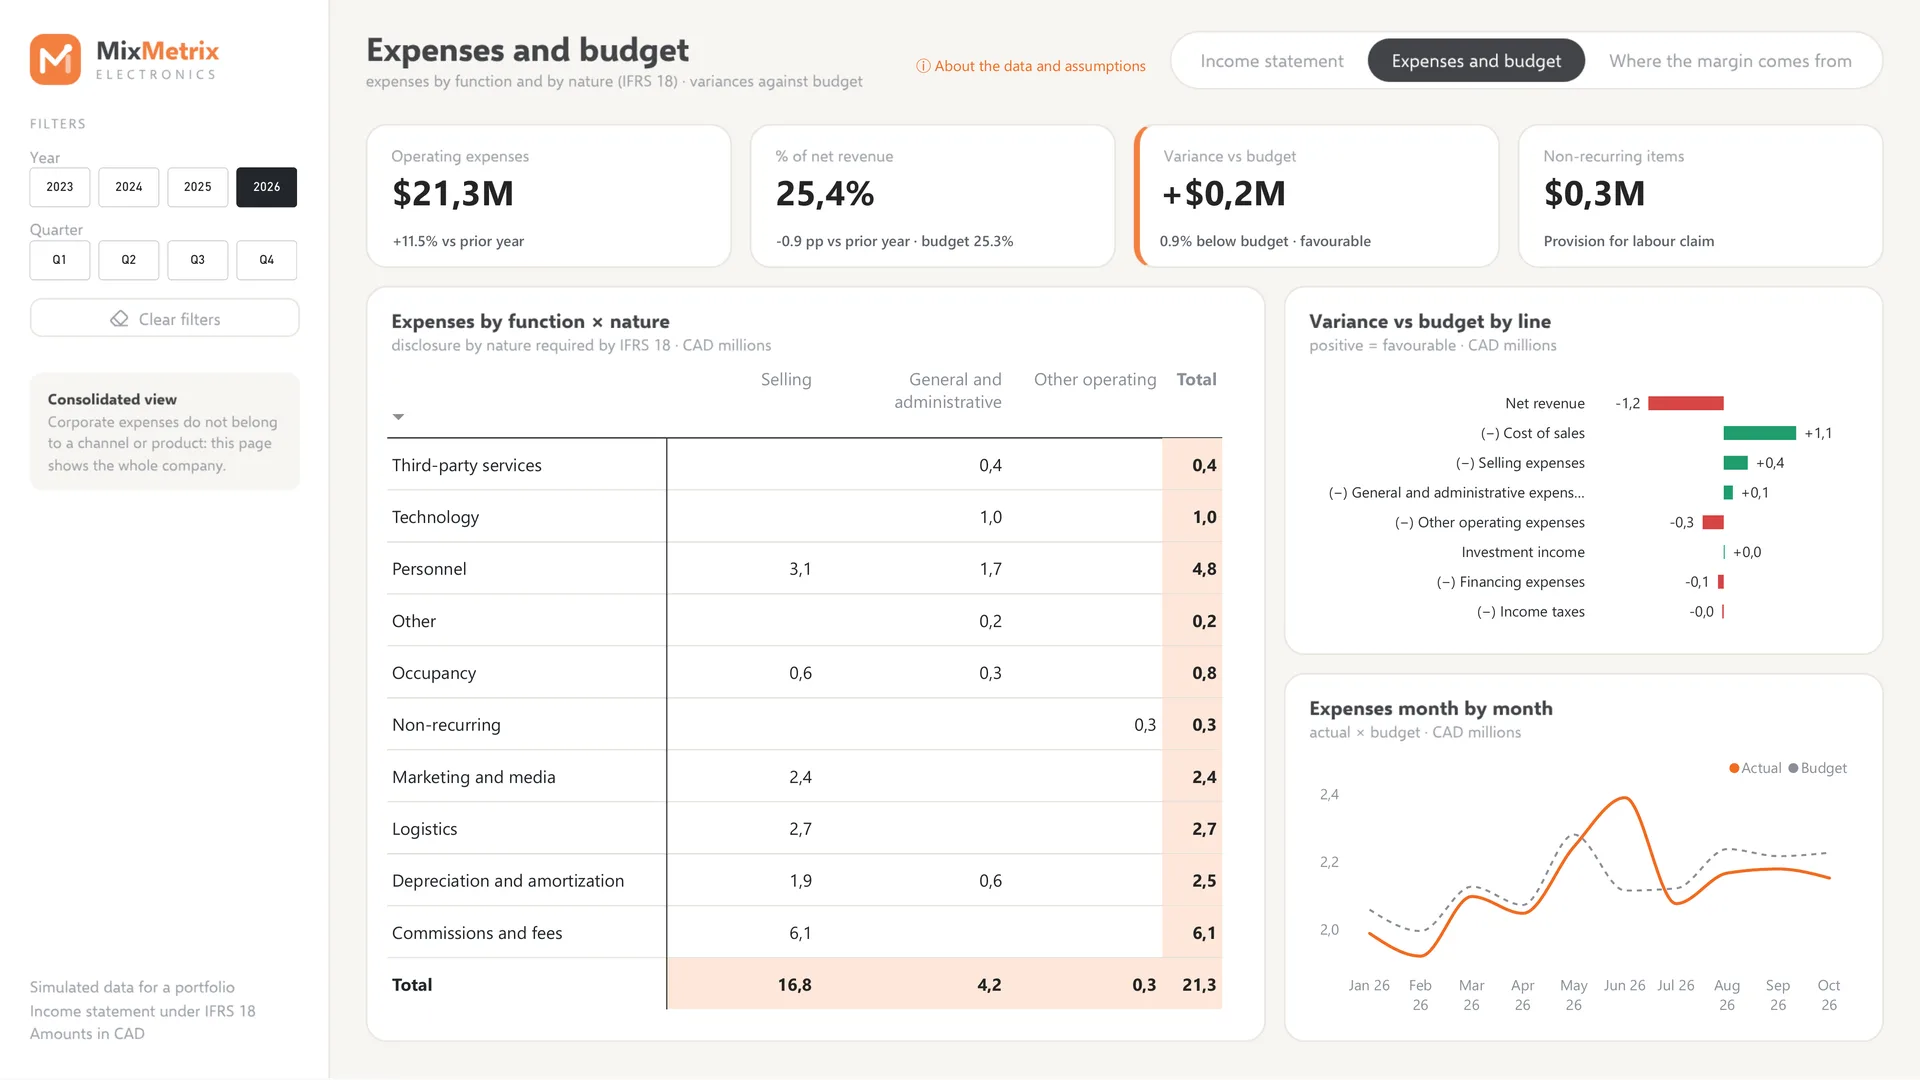 MixMetrix
ELECTRONICS
FILTERS
Year
2023 2024 2025 2026
Quarter
Q1 Q2 Q3 Q4
Clear filters
Consolidated view
Corporate expenses do not belong
to a channel or product: this page
shows the whole company.
Simulated data for a portfolio
Income statement under IFRS 18
Amounts in CAD
Expenses and budget
expenses by function and by nature (IFRS 18) · variances against budget
ⓘ About the data and assumptions
Income statement Expenses and budget Where the margin comes from
Operating expenses
$21,3M
+11.5% vs prior year
% of net revenue
25,4%
-0.9 pp vs prior year · budget 25.3%
Variance vs budget
+$0,2M
0.9% below budget · favourable
Non-recurring items
$0,3M
Provision for labour claim
Expenses by function × nature
disclosure by nature required by IFRS 18 · CAD millions
Selling General and Other operating Total
administrative
Third-party services 0,4 0,4
Technology 1,0 1,0
Personnel 3,1 1,7 4,8
Other 0,2 0,2
Occupancy 0,6 0,3 0,8
Non-recurring 0,3 0,3
Marketing and media 2,4 2,4
Logistics 2,7 2,7
Depreciation and amortization 1,9 0,6 2,5
Commissions and fees 6,1 6,1
Total 16,8 4,2 0,3 21,3
Variance vs budget by line
positive = favourable · CAD millions
Net revenue -1,2
(−) Cost of sales +1,1
(−) Selling expenses +0,4
(−) General and administrative expens... +0,1
(−) Other operating expenses -0,3
Investment income +0,0
(−) Financing expenses -0,1
(−) Income taxes -0,0
Expenses month by month
actual × budget · CAD millions
Actual Budget
2,4
2,2
2,0
Jan 26 Feb Mar Apr May Jun 26 Jul 26 Aug Sep Oct
26 26 26 26 26 26 26